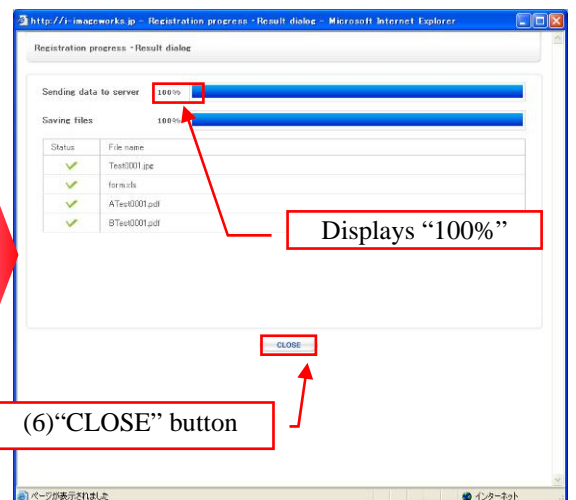 http://i-imageworks.jp - Registration progress・Result dialog - Microsoft Internet Explorer
Registration progress・Result dialog
Sending data to server 100%
Saving files 100%
Status File name
Test0001.jpg
form.xls
ATest0001.pdf
BTest0001.pdf
Displays “100%”
CLOSE
(6)“CLOSE” button
ページが表示されました インターネット